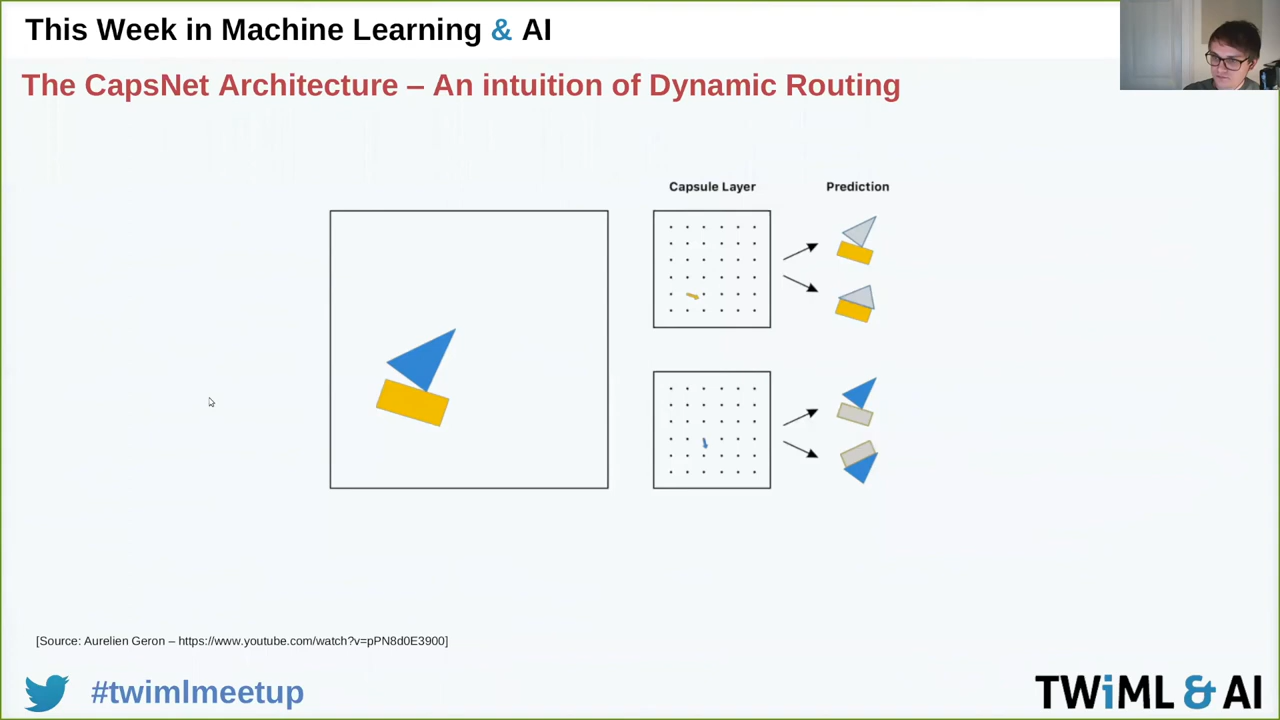 This Week in Machine Learning & AI
The CapsNet Architecture – An intuition of Dynamic Routing
Capsule Layer
Prediction
[Source: Aurelien Geron – https://www.youtube.com/watch?v=pPN8d0E3900]
#twimlmeetup
TWiML & AI